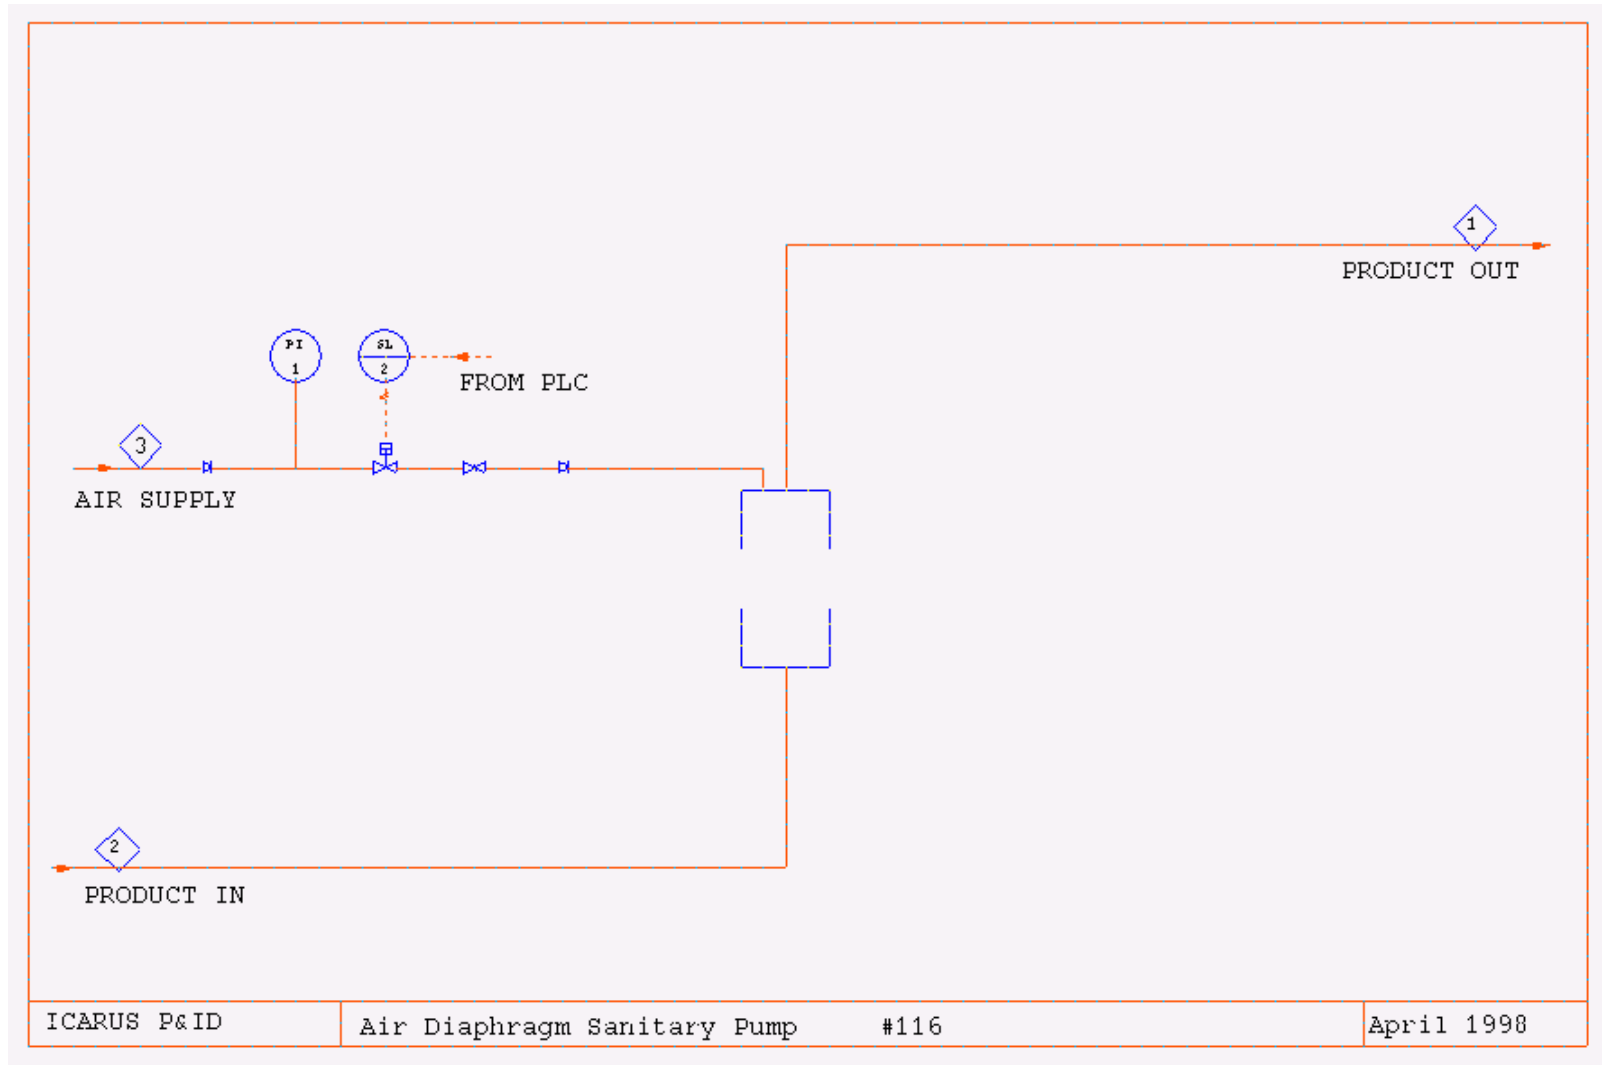 1
PRODUCT OUT
PI
1
SL
2
FROM PLC
3
AIR SUPPLY
2
PRODUCT IN
ICARUS P&ID
Air Diaphragm Sanitary Pump #116
April 1998